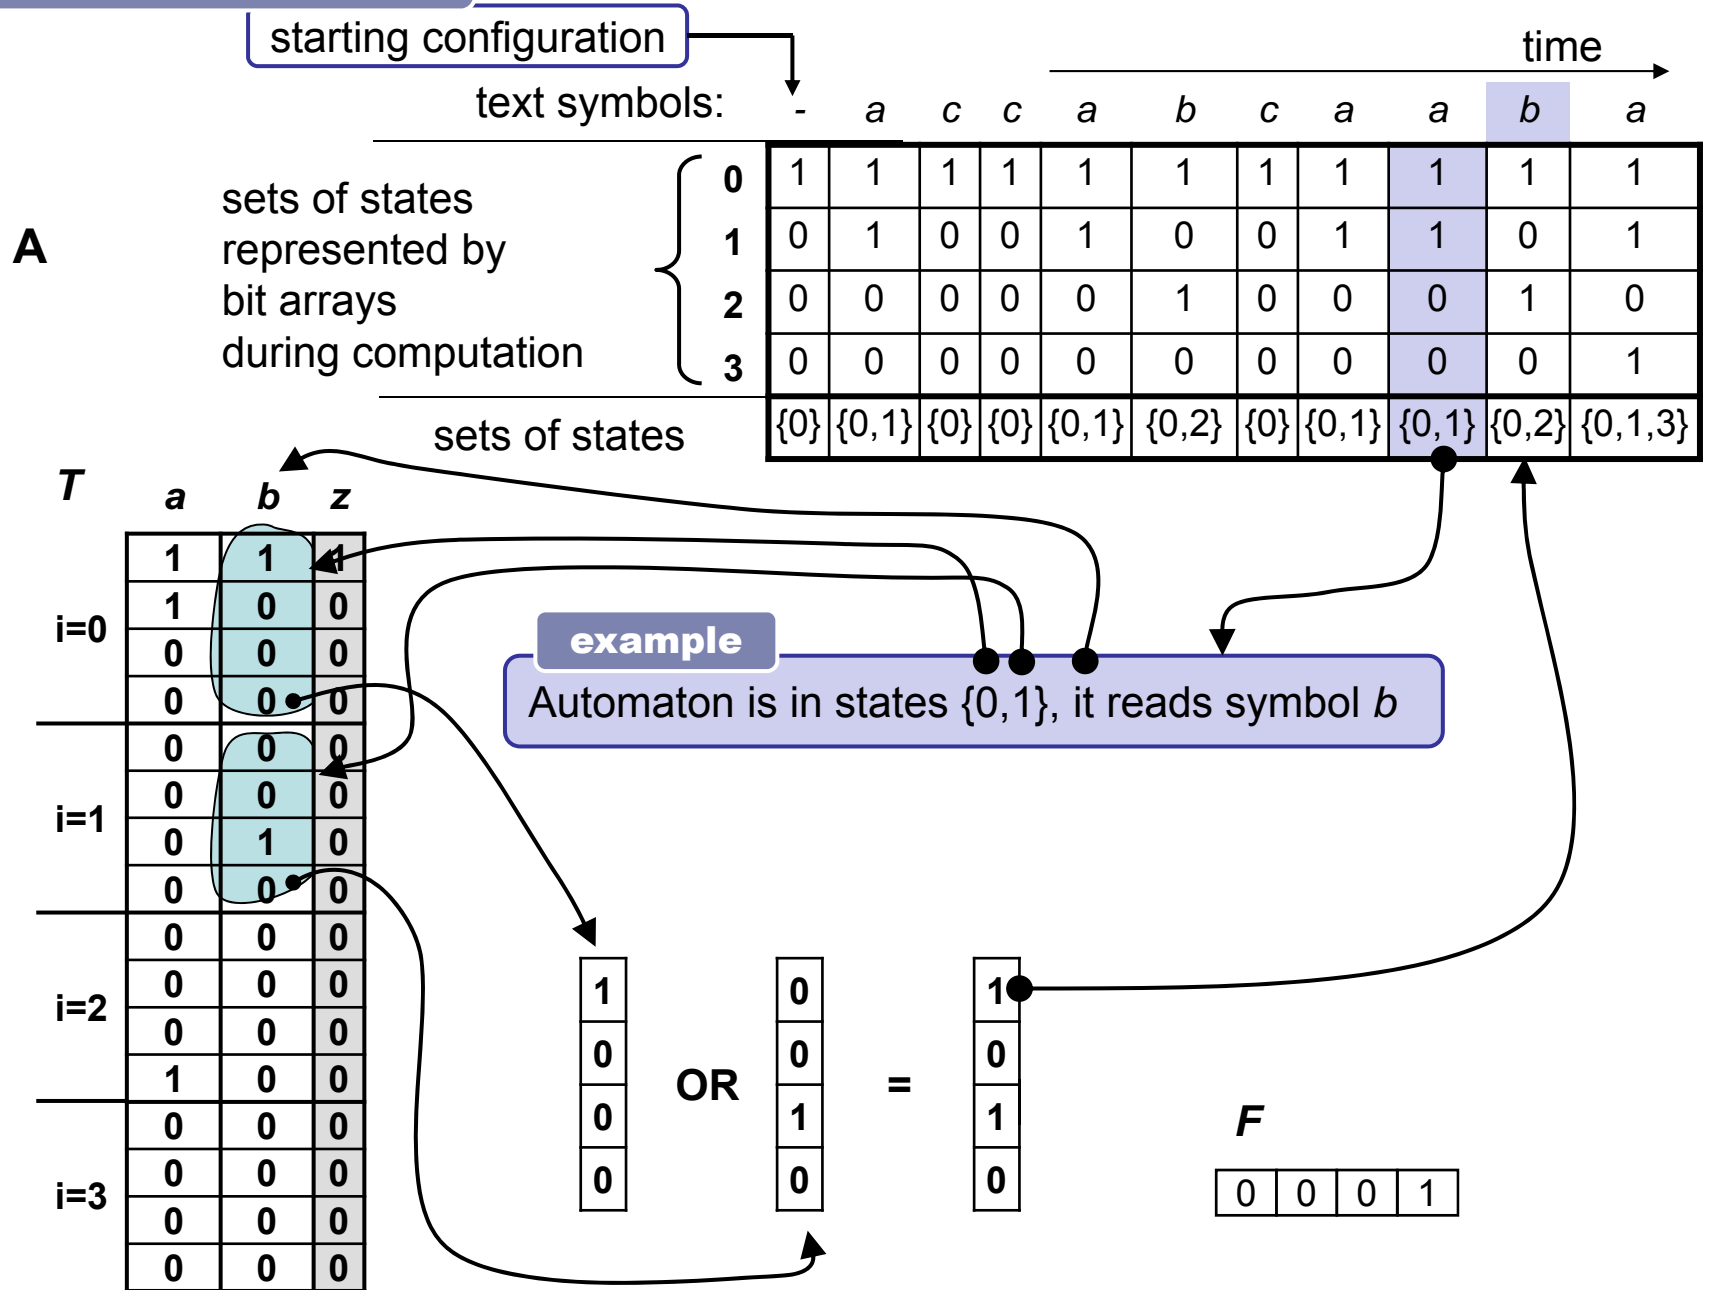 starting configuration
time
text symbols: - a c c a b c a a b a
0 1 1 1 1 1 1 1 1 1 1 1
1 0 1 0 0 1 0 0 1 1 0 1
2 0 0 0 0 0 1 0 0 0 1 0
3 0 0 0 0 0 0 0 0 0 0 1
A
sets of states
represented by
bit arrays
during computation
sets of states {0} {0,1} {0} {0} {0,1} {0,2} {0} {0,1} {0,1} {0,2} {0,1,3}
T a b z
1 1 1
1 0 0
i=0
0 0 0
0 0 0
0 0 0
0 0 0
i=1
0 1 0
0 0 0
0 0 0
0 0 0
i=2
0 0 0
1 0 0
0 0 0
0 0 0
i=3
0 0 0
0 0 0
example
Automaton is in states {0,1}, it reads symbol b
1 0 1
0 0 0
OR =
0 1 1
0 0 0
F
0 0 0 1